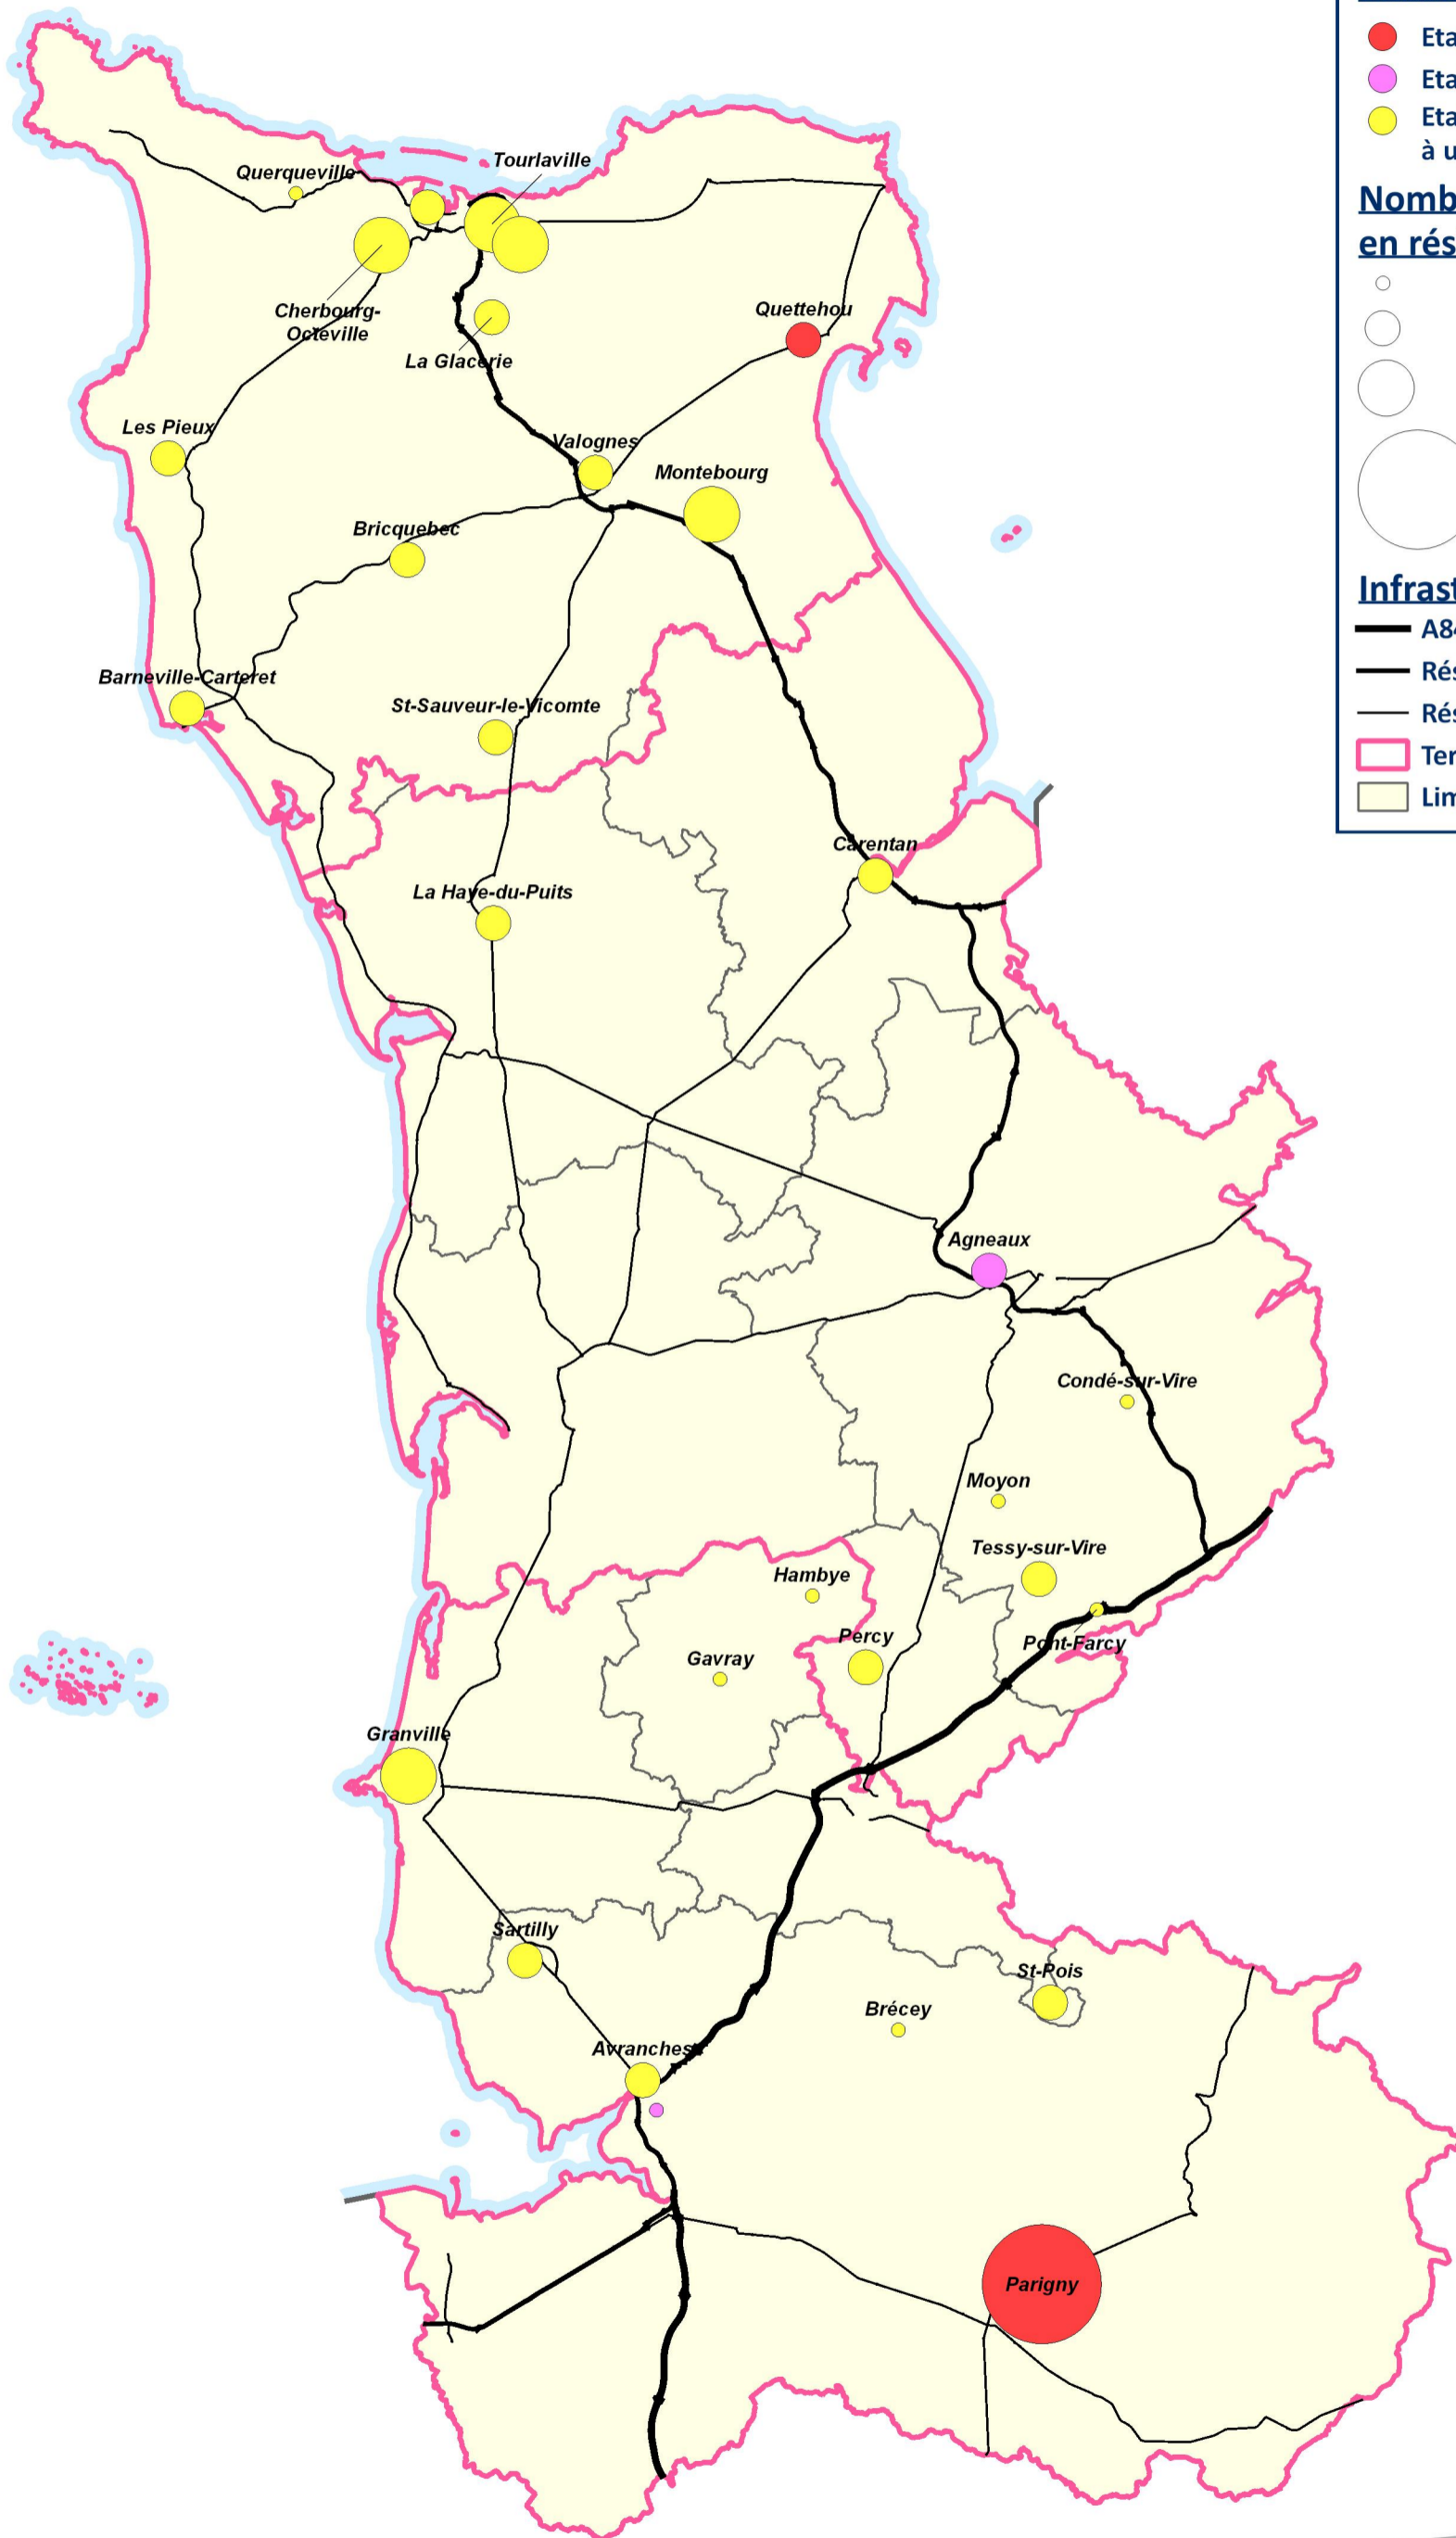 Eta
Eta
Eta
à u
Nomb
en rés
Infrast
A84
Rés
Rés
Ter
Lim
Querqueville
Tourlaville
Cherbourg-
Octeville
La Glacerie
Quettehou
Les Pieux
Valognes
Montebourg
Bricquebec
Barneville-Carteret
St-Sauveur-le-Vicomte
Carentan
La Haye-du-Puits
Agneaux
Condé-sur-Vire
Moyon
Tessy-sur-Vire
Hambye
Pont-Farcy
Percy
Gavray
Granville
Sartilly
St-Pois
Brécey
Avranches
Parigny